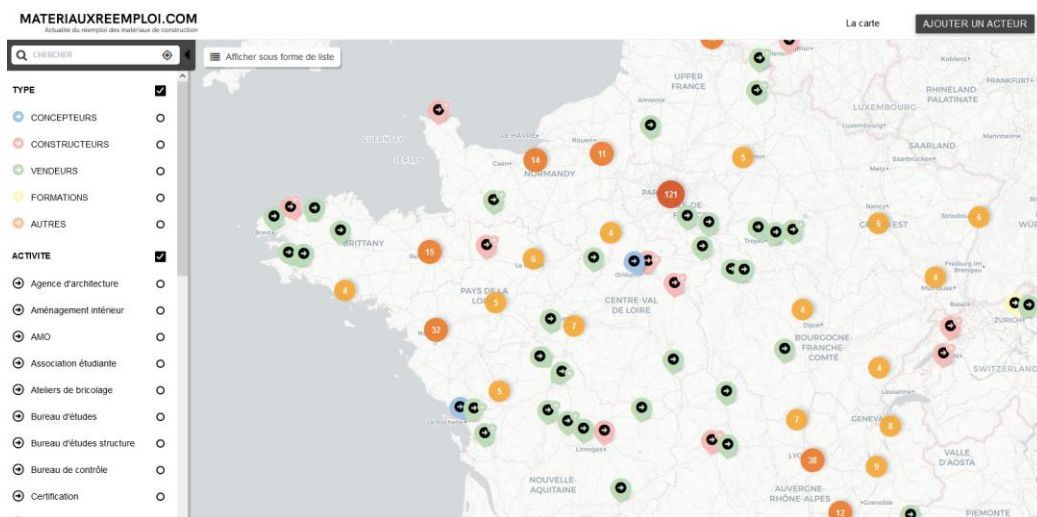 MATERIAUXREEMPLOI.COM
Actualité du réemploi des matériaux de construction
La carte
AJOUTER UN ACTEUR
CHERCHER
Afficher sous forme de liste
TYPE
CONCEPTEURS
CONSTRUCTEURS
VENDEURS
FORMATIONS
AUTRES
ACTIVITE
Agence d'architecture
Aménagement intérieur
AMO
Association étudiante
Ateliers de bricolage
Bureau d'études
Bureau d'études structure
Bureau de contrôle
Certification
Koblenz
UPPER
FRANCE
FRANKFURT
RHINELAND-
PALATINATE
Amiens
LUXEMBOURG
Luxembourg
Mannheim
GUERNSEY
LE HAVRE
Rouen
SAARLAND
JERSEY
Caen
14
11
5
Saarbrücken
NORMANDY
Metz
121
Nancy
Strasbou
6
6
4
Troyes
Brest
BRITTANY
15
6
Orléans
Freiburg im
Breisgau
4
4
PAYS DE LA
5
CENTRE-VAL
DE LOIRE
Mulhouse
Basel
4
ZURICH
32
7
Dijon
BOURGOGNE-
FRANCHE-
COMTÉ
4
SWITZERLAND
5
Lausanne
La Rochelle
7
GENEVA
8
Limoges
38
9
VALLE
D'AOSTA
NOUVELLE-
AQUITAINE
AUVERGNE-
RHÔNE-ALPES
Grenoble
12
PIEMONTE